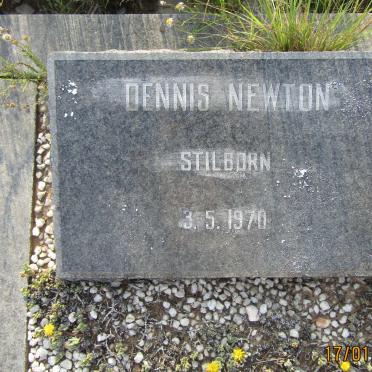 DENNIS NEWTON
STILBORN
3.5.1970
17/01